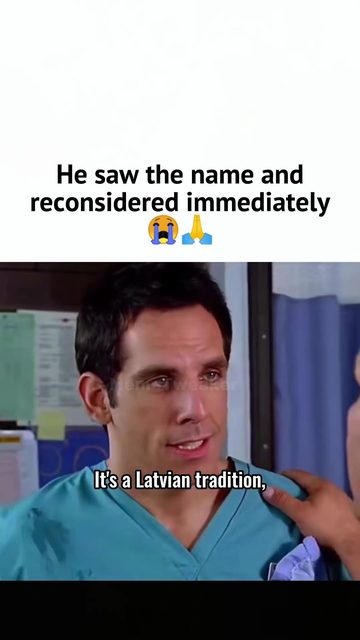 He saw the name and
reconsidered immediately
😭🙏
It's a Latvian tradition,